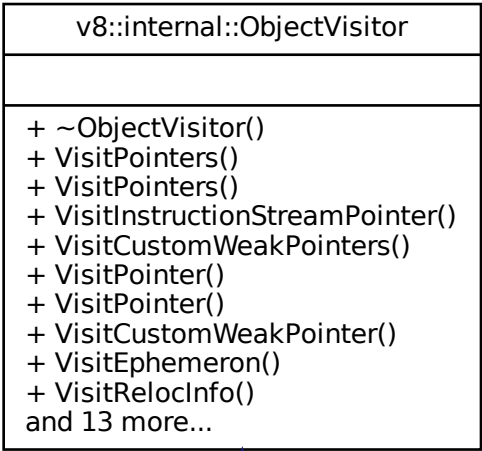 v8::internal::ObjectVisitor
+ ~ObjectVisitor()
+ VisitPointers()
+ VisitPointers()
+ VisitInstructionStreamPointer()
+ VisitCustomWeakPointers()
+ VisitPointer()
+ VisitPointer()
+ VisitCustomWeakPointer()
+ VisitEphemeron()
+ VisitRelocInfo()
and 13 more...